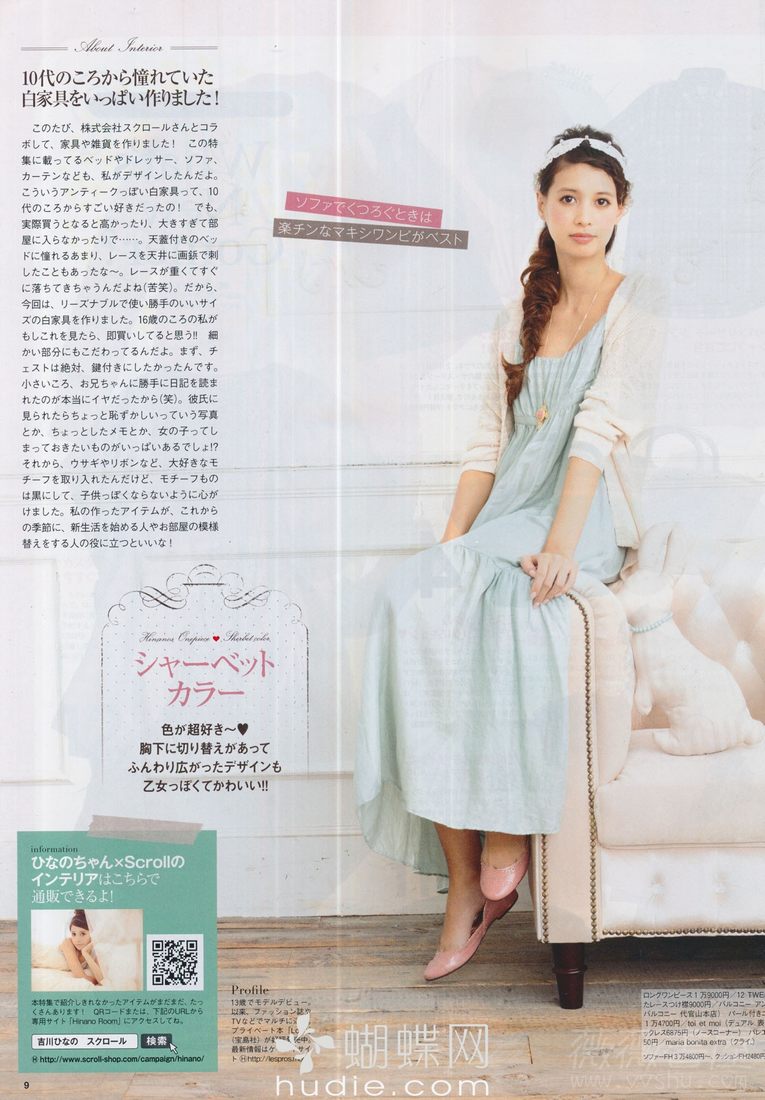 About Interior
10代のころから憧れていた
白家具をいっぱい作りました!
このたび、株式会社スクロールさんとコラ
ボして、家具や雑貨を作りました! この特
集に載ってるベッドやドレッサー、ソファ、
カーテンなども、私がデザインしたんだよ。
こういうアンティークっぽい白家具って、10
代のころからすごい好きだったの! でも、
実際買うとなると高かったり、大きすぎて部
屋に入らなかったりで……。天蓋付きのベッ
ドに憧れるあまり、レースを天井に画鋲で刺
したこともあったな〜。レースが重くてすぐ
に落ちてきちゃうんだよね(苦笑)。だから、
今回は、リーズナブルで使い勝手のいいサイ
ズの白家具を作りました。16歳のころの私が
もしこれを見たら、即買いしてると思う!! 細
かい部分にもこだわってるんだよ。まず、チ
ェストは絶対、鍵付きにしたかったんです。
小さいころ、お兄ちゃんに勝手に日記を読ま
れたのが本当にイヤだったから(笑)。彼氏に
見られたらちょっと恥ずかしいっていう写真
とか、ちょっとしたメモとか、女の子ってし
まっておきたいものがいっぱいあるでしょ!?
それから、ウサギやリボンなど、大好きなモ
チーフを取り入れたんだけど、モチーフもの
は黒にして、子供っぽくならないように心が
けました。私の作ったアイテムが、これから
の季節に、新生活を始める人やお部屋の模様
替えをする人の役に立つといいな!
ソファでくつろぐときは
楽チンなマキシワンピがベスト
Hinanos Onepiece ♥ Sherbet color
シャーベット
カラー
色が超好き〜♥
胸下に切り替えがあって
ふんわり広がったデザインも
乙女っぽくてかわいい!!
information
ひなのちゃん×Scrollの
インテリアはこちらで
通販できるよ!
本特集で紹介しきれなかったアイテムがまだまだ、たっ
くさんあります! QRコードまたは、下記のURLから
専用サイト「Hinano Room」にアクセスしてね。
吉川ひなの スクロール 検索
http://www.scroll-shop.com/campaign/hinano/
Profile
13歳でモデルデビュー。
以来、ファッション誌や
TVなどでマルチに活
プライベート本「L
(宝島社)が好
最新情報は
http://lespros
ロングワンピース1万9000円/12 TWE
たレースつけ襟9000円/バルコニー アン
バルコニー 代官山本店) パール付き
1万4700円/toi et moi(デュアル 表
ックレス6975円(ノースコーナー) バレ
50円/maria bonita extra(クライ.)
ソファーFH3万4800円〜、クッションFH2480円
9
蝴蝶网
hudie.com